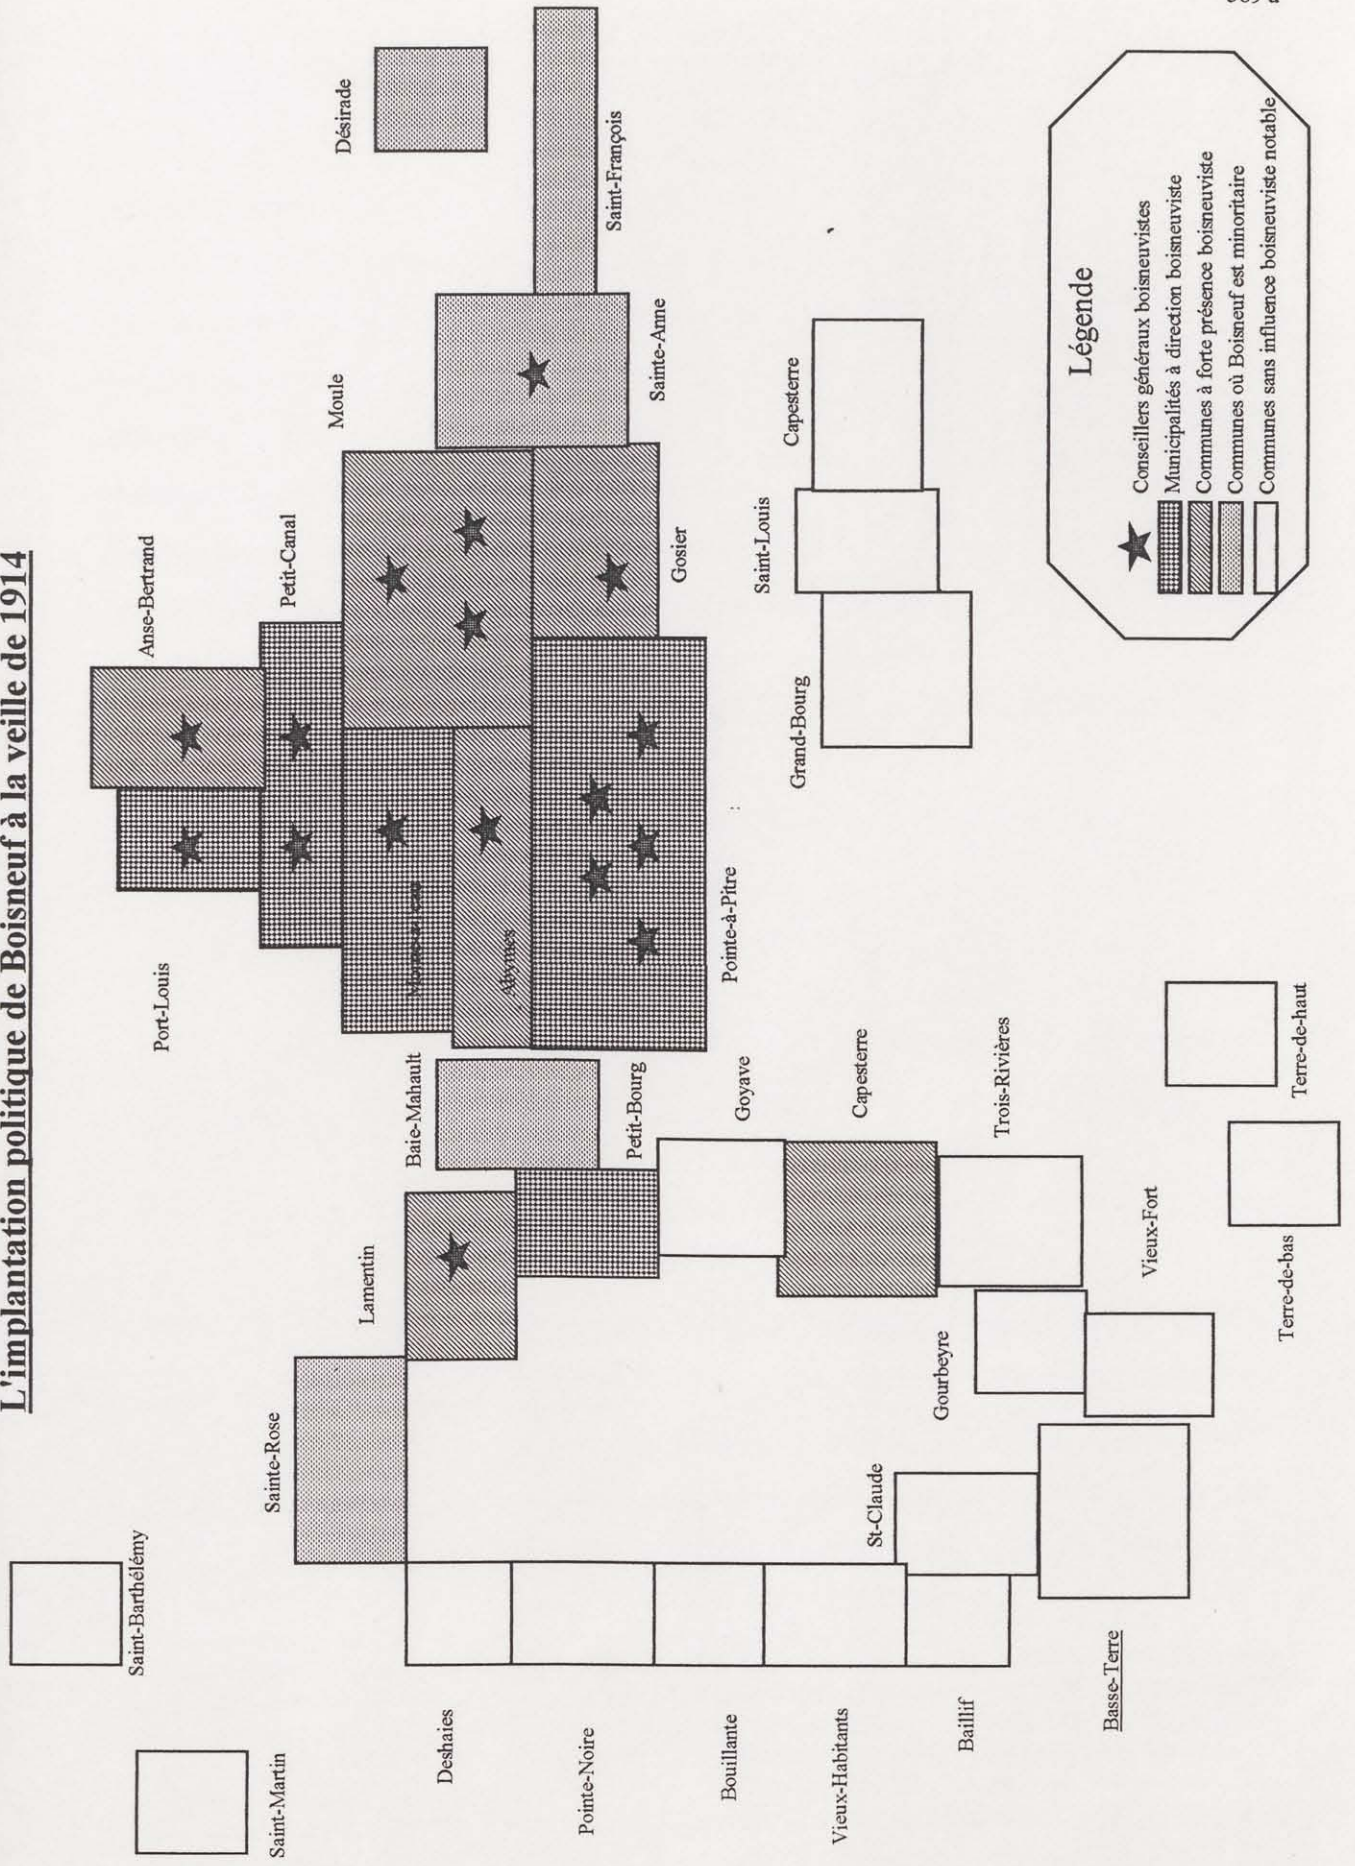 L'implantation politique de Boisneuf à la veille de 1914
Saint-Martin
Saint-Barthélémy
Sainte-Rose
Lamentin
Baie-Mahault
Petit-Bourg
Goyave
Capesterre
Trois-Rivières
Vieux-Fort
Gourbeyre
St-Claude
Basse-Terre
Baillif
Vieux-Habitants
Bouillante
Pointe-Noire
Deshaies
Terre-de-bas
Terre-de-haut
Port-Louis
Anse-Bertrand
Petit-Canal
Moule
Abymes
Pointe-à-Pitre
Gosier
Sainte-Anne
Saint-François
Désirade
Grand-Bourg
Saint-Louis
Capesterre
Légende
Conseillers généraux boisneuvistes
Municipalités à direction boisneuviste
Communes à forte présence boisneuviste
Communes où Boisneuf est minoritaire
Communes sans influence boisneuviste notable